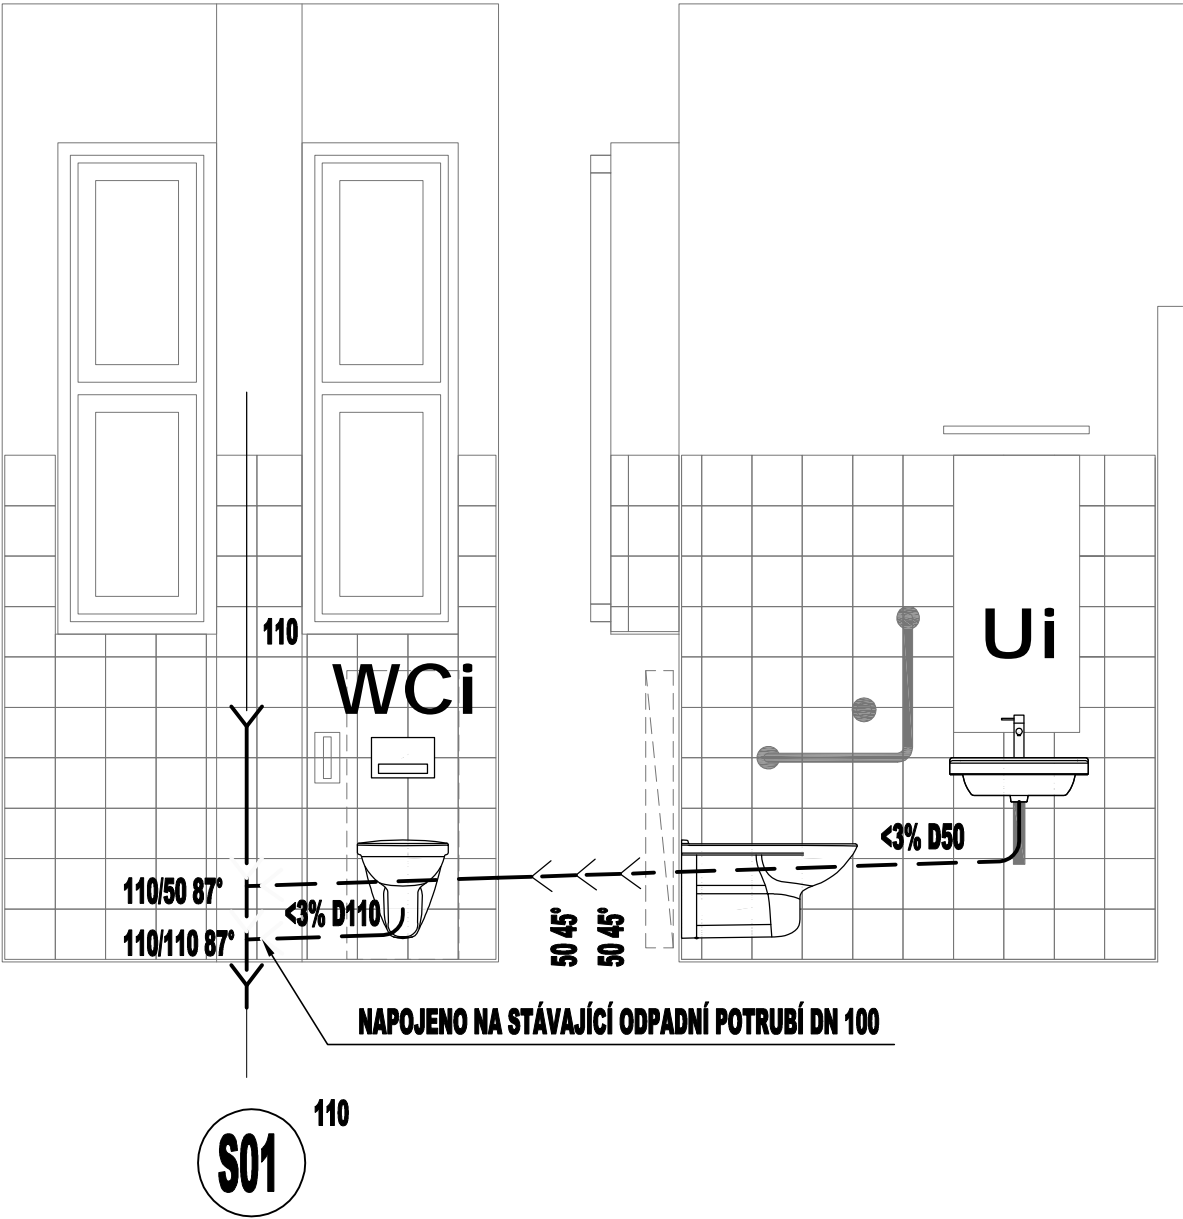 110
WCi
Ui
<3% D50
110/50 87°
<3% D110
110/110 87°
50 45°
50 45°
NAPOJENO NA STÁVAJÍCÍ ODPADNÍ POTRUBÍ DN 100
110
S01